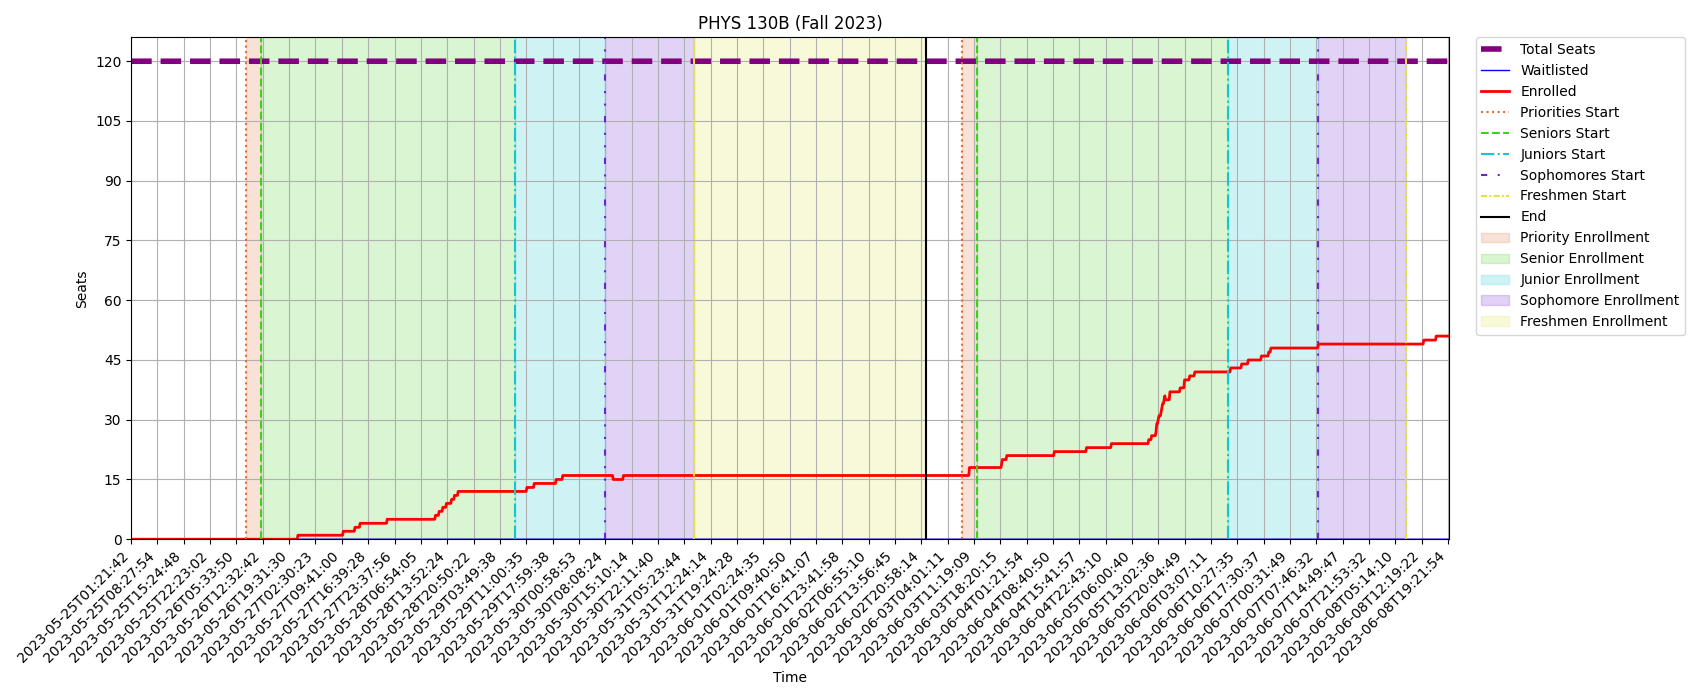 PHYS 130B (Fall 2023)
120
105
90
75
60
45
30
15
0
Seats
2023-05-25T01:21:42
2023-05-25T08:27:54
2023-05-25T15:24:48
2023-05-25T22:23:02
2023-05-26T05:33:50
2023-05-26T12:32:42
2023-05-26T19:31:30
2023-05-27T02:30:23
2023-05-27T09:41:00
2023-05-27T16:39:28
2023-05-27T23:37:56
2023-05-28T06:54:05
2023-05-28T13:52:24
2023-05-28T20:50:22
2023-05-29T03:49:38
2023-05-29T11:00:35
2023-05-29T17:59:38
2023-05-30T00:58:53
2023-05-30T08:08:24
2023-05-30T15:10:14
2023-05-30T22:11:40
2023-05-31T05:23:44
2023-05-31T12:24:14
2023-05-31T19:24:28
2023-06-01T02:24:35
2023-06-01T09:40:50
2023-06-01T16:41:07
2023-06-01T23:41:58
2023-06-02T06:55:10
2023-06-02T13:56:45
2023-06-02T20:58:14
2023-06-03T04:01:11
2023-06-03T11:19:09
2023-06-03T18:20:15
2023-06-04T01:21:54
2023-06-04T08:40:50
2023-06-04T15:41:57
2023-06-04T22:43:10
2023-06-05T06:00:40
2023-06-05T13:02:36
2023-06-05T20:04:49
2023-06-06T03:07:11
2023-06-06T10:27:35
2023-06-06T17:30:37
2023-06-07T00:31:49
2023-06-07T07:46:32
2023-06-07T14:49:47
2023-06-07T21:53:32
2023-06-08T05:14:10
2023-06-08T12:19:22
2023-06-08T19:21:54
Time
Total Seats
Waitlisted
Enrolled
Priorities Start
Seniors Start
Juniors Start
Sophomores Start
Freshmen Start
End
Priority Enrollment
Senior Enrollment
Junior Enrollment
Sophomore Enrollment
Freshmen Enrollment